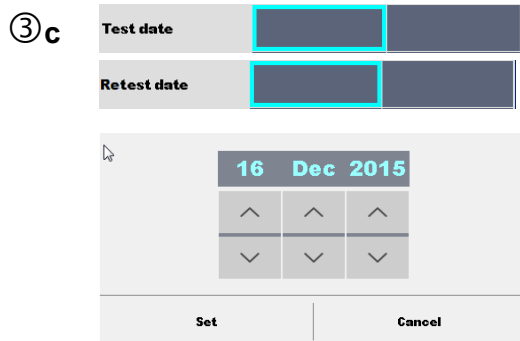 ③c
Test date
Retest date
16 Dec 2015
Set Cancel